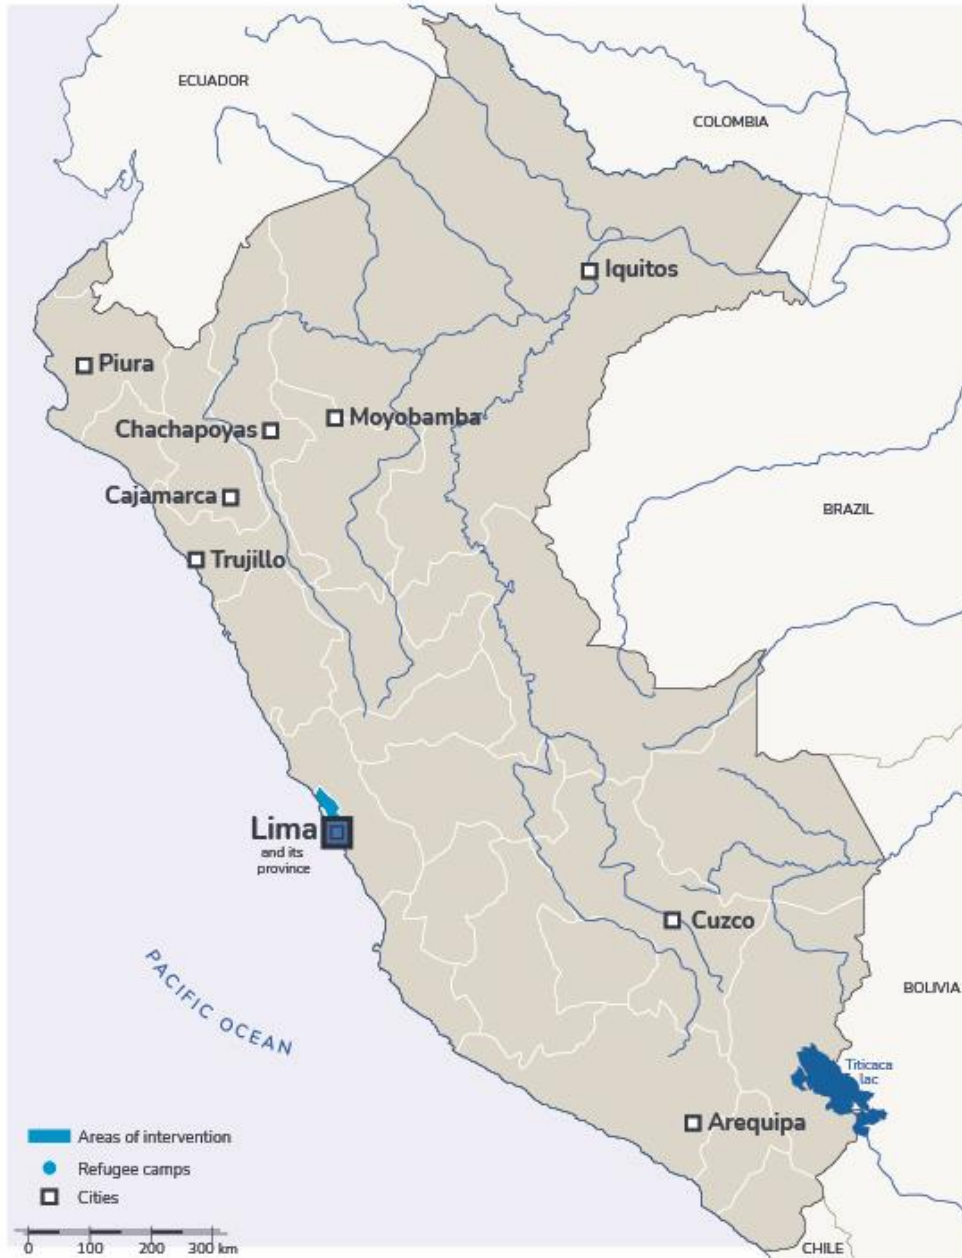 ECUADOR
COLOMBIA
Iquitos
Piura
Moyobamba
Chachapoyas
Cajamarca
BRAZIL
Trujillo
Lima
and its
province
Cuzco
PACIFIC OCEAN
BOLIVIA
Titicaca
lac
Arequipa
Areas of intervention
Refugee camps
Cities
0 100 200 300 km
CHILE